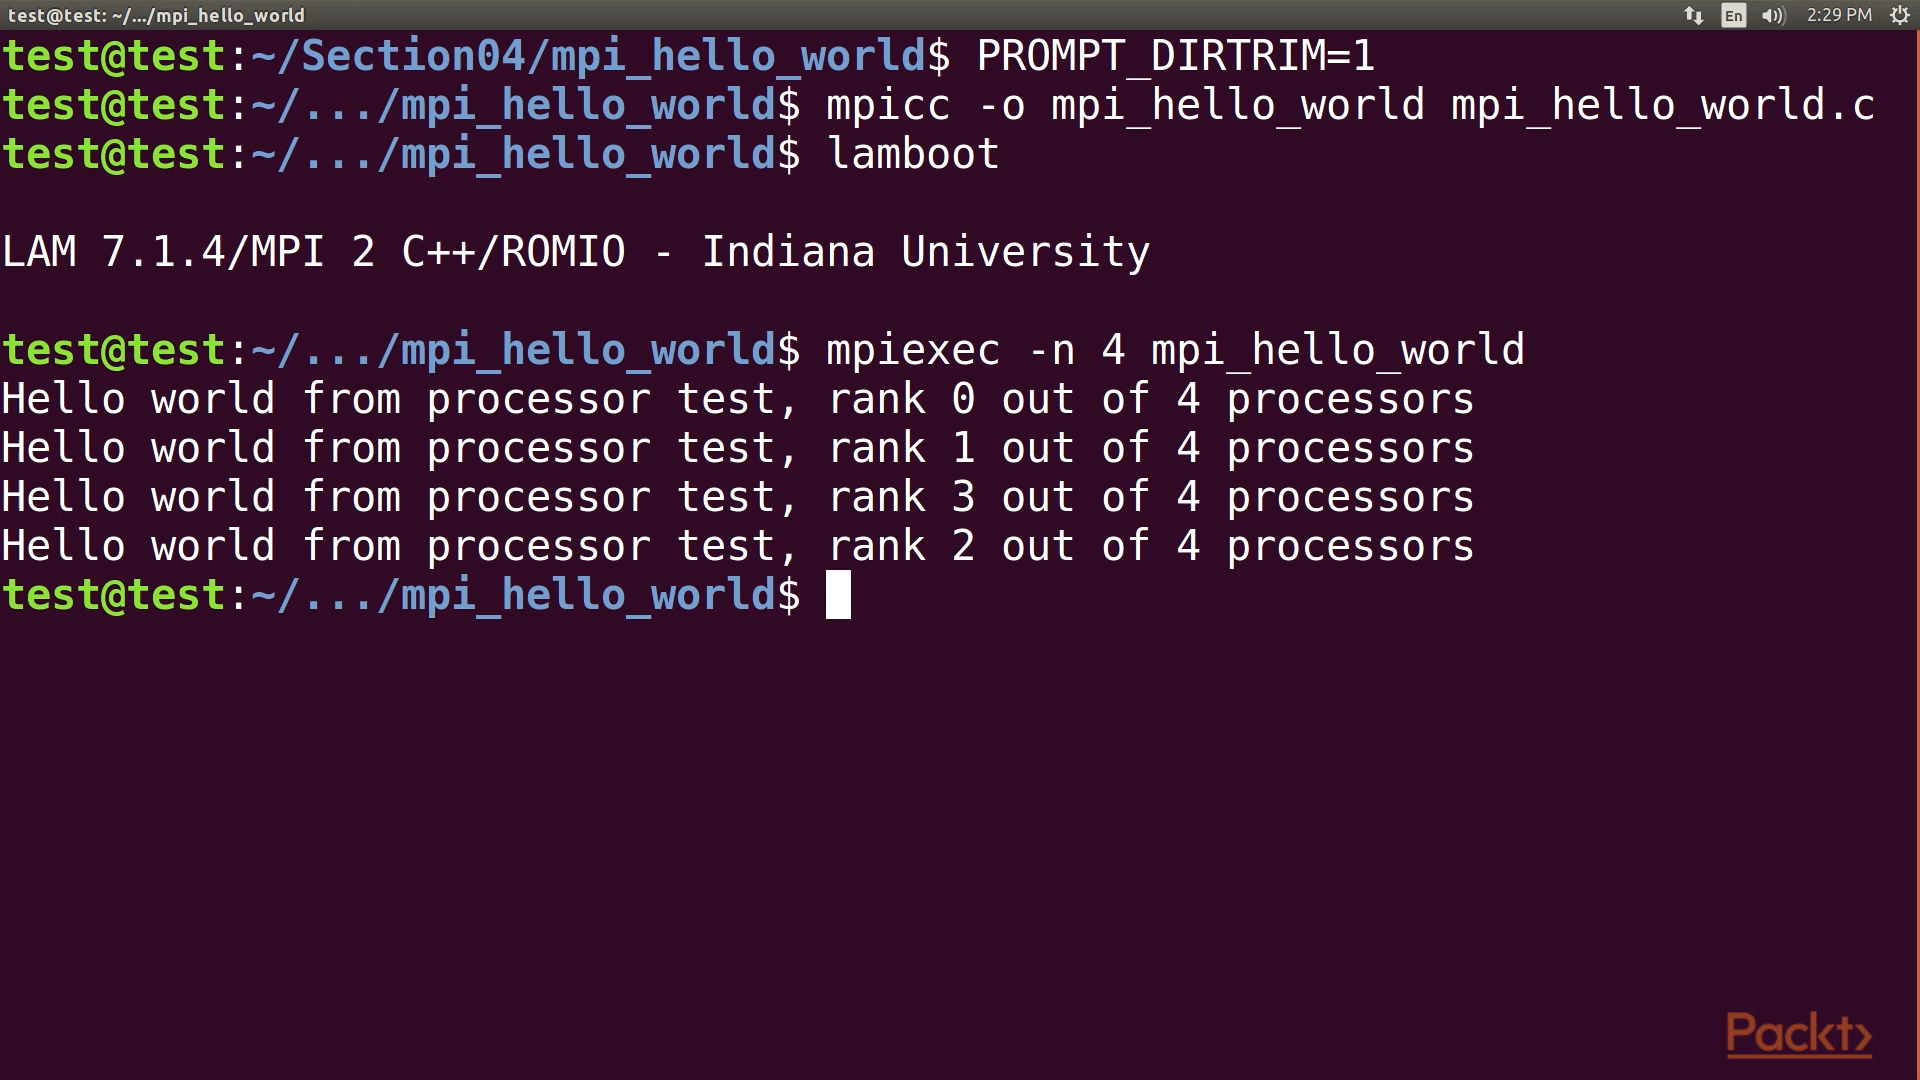 test@test: ~/.../mpi_hello_world
En 2:29 PM
test@test:~/Section04/mpi_hello_world$ PROMPT_DIRTRIM=1
test@test:~/.../mpi_hello_world$ mpicc -o mpi_hello_world mpi_hello_world.c
test@test:~/.../mpi_hello_world$ lamboot
LAM 7.1.4/MPI 2 C++/ROMIO - Indiana University
test@test:~/.../mpi_hello_world$ mpiexec -n 4 mpi_hello_world
Hello world from processor test, rank 0 out of 4 processors
Hello world from processor test, rank 1 out of 4 processors
Hello world from processor test, rank 3 out of 4 processors
Hello world from processor test, rank 2 out of 4 processors
test@test:~/.../mpi_hello_world$
Packt>